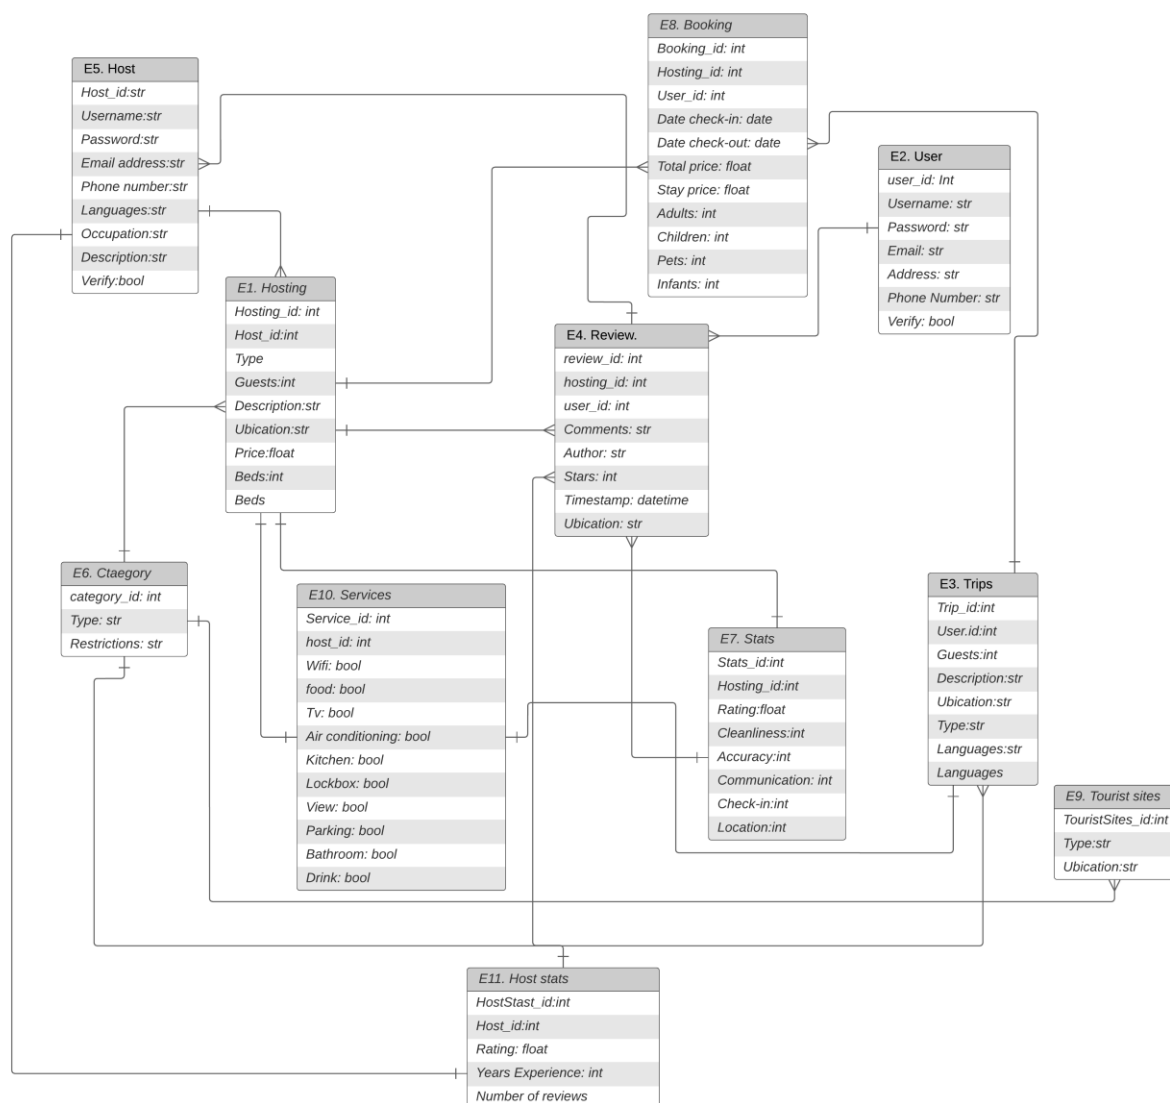 E8. Booking
Booking_id: int
Hosting_id: int
User_id: int
Date check-in: date
Date check-out: date
Total price: float
Stay price: float
Adults: int
Children: int
Pets: int
Infants: int
E5. Host
Host_id:str
Username:str
Password:str
Email address:str
Phone number:str
Languages:str
Occupation:str
Description:str
Verify:bool
E2. User
user_id: Int
Username: str
Password: str
Email: str
Address: str
Phone Number: str
Verify: bool
E1. Hosting
Hosting_id: int
Host_id:int
Type
Guests:int
Description:str
Ubication:str
Price:float
Beds:int
Beds
E4. Review.
review_id: int
hosting_id: int
user_id: int
Comments: str
Author: str
Stars: int
Timestamp: datetime
Ubication: str
E6. Ctaegory
category_id: int
Type: str
Restrictions: str
E10. Services
Service_id: int
host_id: int
Wifi: bool
food: bool
Tv: bool
Air conditioning: bool
Kitchen: bool
Lockbox: bool
View: bool
Parking: bool
Bathroom: bool
Drink: bool
E7. Stats
Stats_id:int
Hosting_id:int
Rating:float
Cleanliness:int
Accuracy:int
Communication: int
Check-in:int
Location:int
E3. Trips
Trip_id:int
User.id:int
Guests:int
Description:str
Ubication:str
Type:str
Languages:str
Languages
E9. Tourist sites
TouristSites_id:int
Type:str
Ubication:str
E11. Host stats
HostStast_id:int
Host_id:int
Rating: float
Years Experience: int
Number of reviews